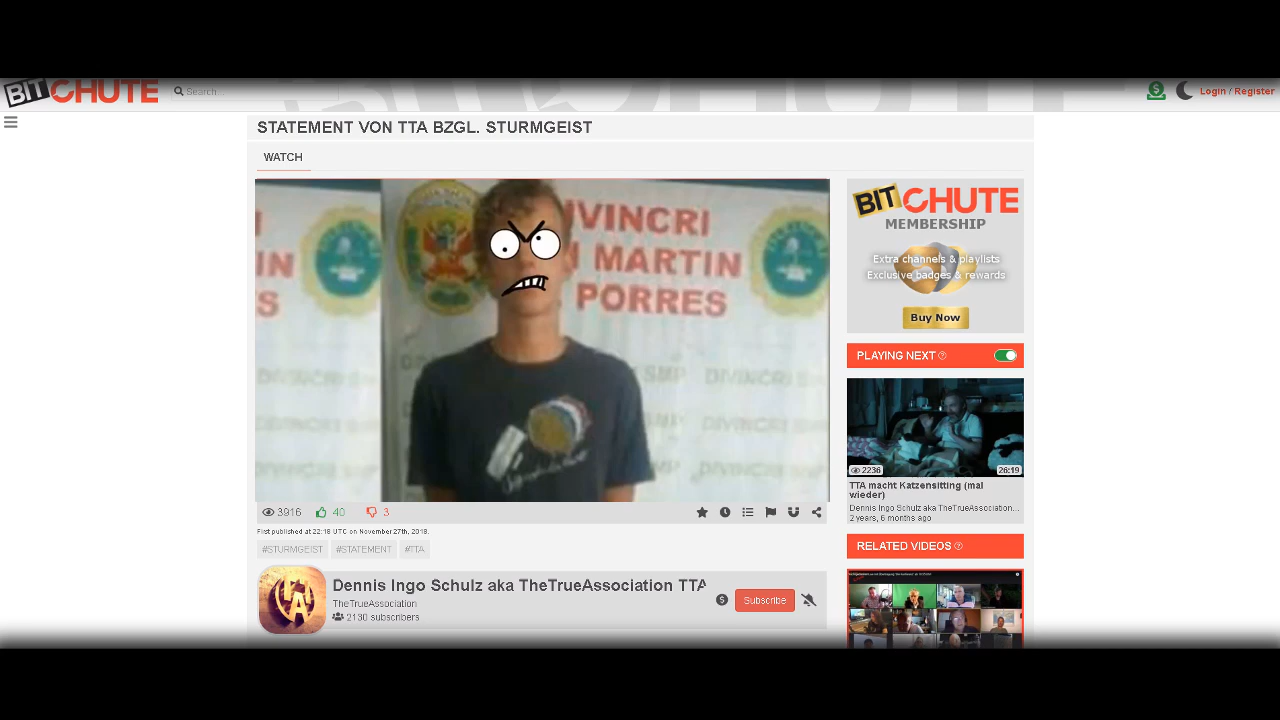 BITCHUTE
Search...
Login / Register
STATEMENT VON TTA BZGL. STURMGEIST
WATCH
IVINCRI
MARTIN
PORRES
BITCHUTE
MEMBERSHIP
Extra channels & playlists
Exclusive badges & rewards
Buy Now
PLAYING NEXT
2236
26:19
TTA macht Katzensitting (mal
wieder)
Dennis Ingo Schulz aka TheTrueAssociation...
2 years, 6 months ago
3916
40
3
First published at 22:18 UTC on November 27th, 2018.
#STURMGEIST
#STATEMENT
#TTA
RELATED VIDEOS
Dennis Ingo Schulz aka TheTrueAssociation TTA
TheTrueAssociation
2130 subscribers
Subscribe